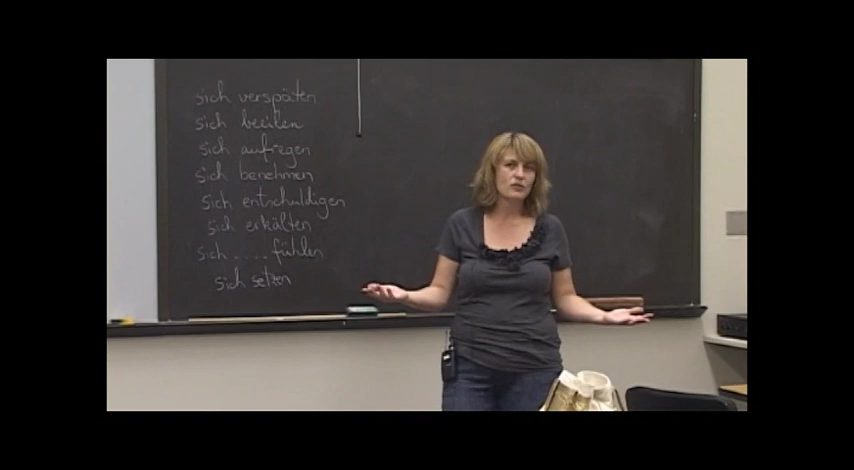 sich verspäten
sich beeilen
sich aufregen
sich benehmen
sich entschuldigen
sich erkälten
sich .... fühlen
sich setzen